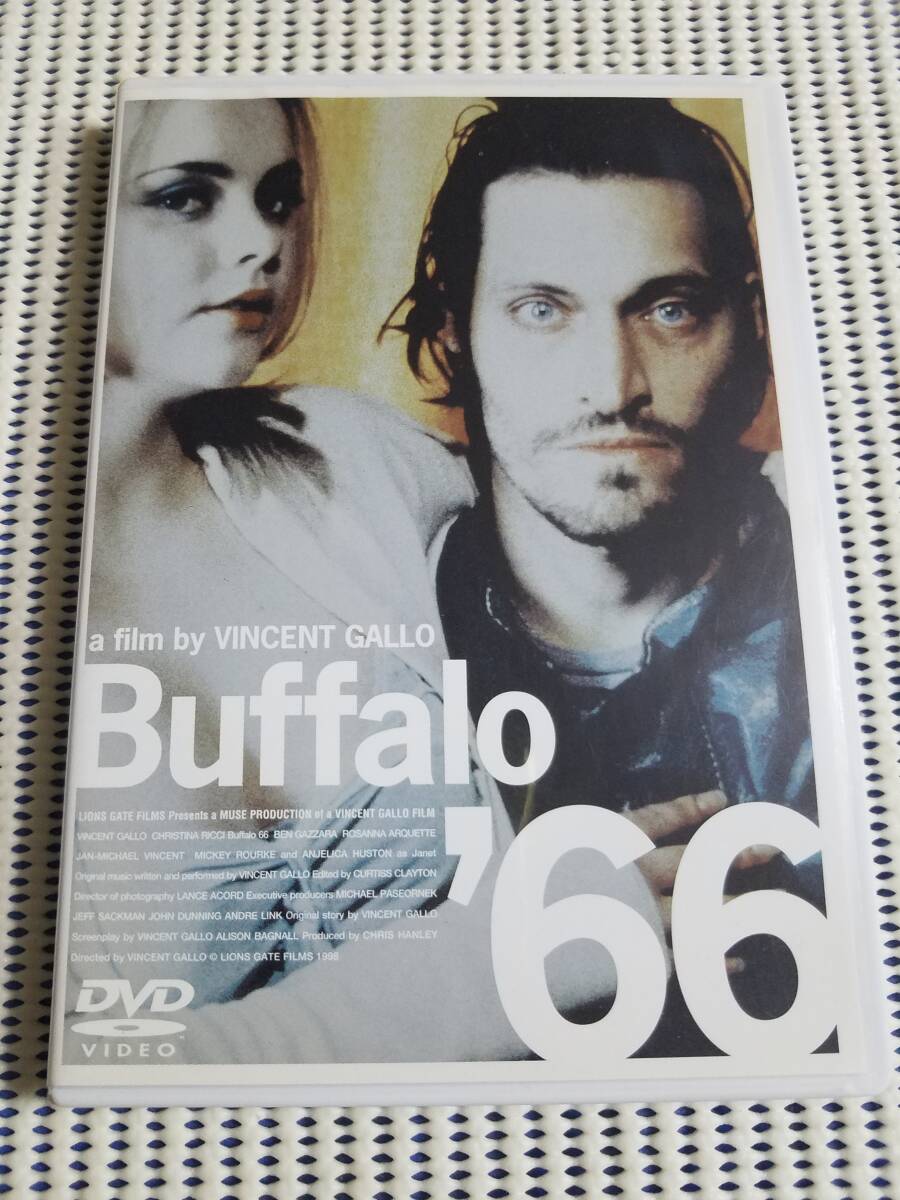 a film by VINCENT GALLO
Buffalo
'66
LIONS GATE FILMS Presents a MUSE PRODUCTION of a VINCENT GALLO FILM
VINCENT GALLO CHRISTINA RICCI Buffalo 66 BEN GAZZARA ROSANNA ARQUETTE
JAN-MICHAEL VINCENT MICKEY ROURKE and ANJELICA HUSTON as Janet
Original music written and performed by VINCENT GALLO Edited by CURTISS CLAYTON
Director of photography LANCE ACORD Executive producers MICHAEL PASEORNEK
JEFF SACKMAN JOHN DUNNING ANDRE LINK Original story by VINCENT GALLO
Screenplay by VINCENT GALLO ALISON BAGNALL Produced by CHRIS HANLEY
Directed by VINCENT GALLO © LIONS GATE FILMS 1998
DVD
VIDEO